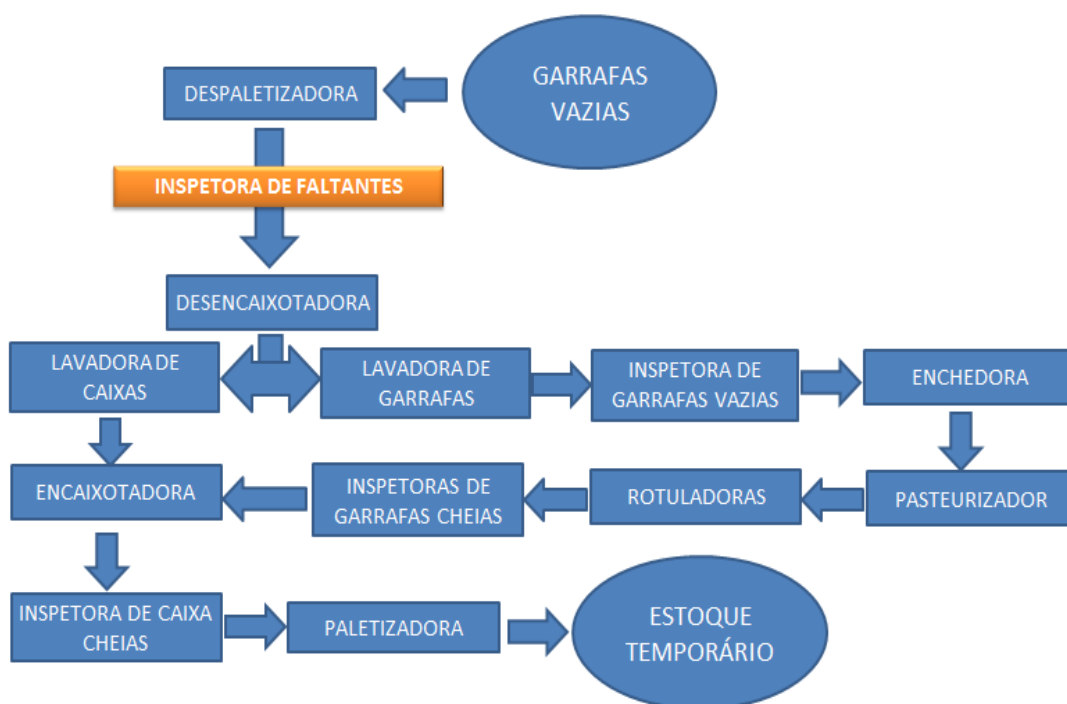 GARRAFAS
VAZIAS
DESPALETIZADORA
INSPETORA DE FALTANTES
DESENCAIXOTADORA
LAVADORA DE
CAIXAS
LAVADORA DE
GARRAFAS
INSPETORA DE
GARRAFAS VAZIAS
ENCHEDORA
ENCAIXOTADORA
INSPETORAS DE
GARRAFAS CHEIAS
ROTULADORAS
PASTEURIZADOR
INSPETORA DE CAIXA
CHEIAS
PALETIZADORA
ESTOQUE
TEMPORÁRIO